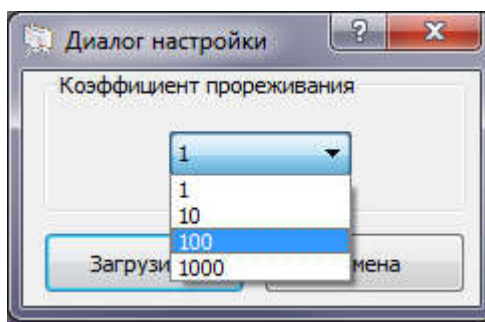 Диалог настройки
Коэффициент прореживания
1
1
10
100
1000
Загрузи
мена